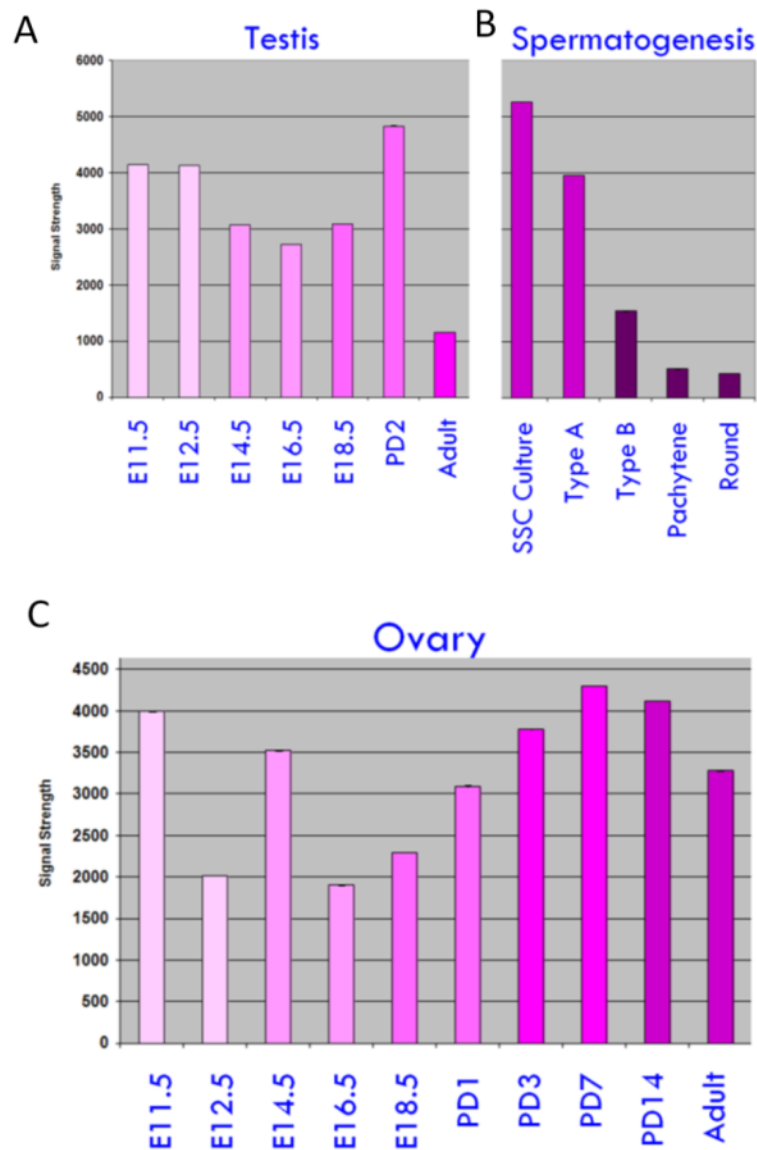 A
Testis
B
Spermatogenesis
6000
5000
4000
3000
2000
1000
0
Signal Strength
E11.5
E12.5
E14.5
E16.5
E18.5
PD2
Adult
SSC Culture
Type A
Type B
Pachytene
Round
C
Ovary
4500
4000
3500
3000
2500
2000
1500
1000
500
0
Signal Strength
E11.5
E12.5
E14.5
E16.5
E18.5
PD1
PD3
PD7
PD14
Adult